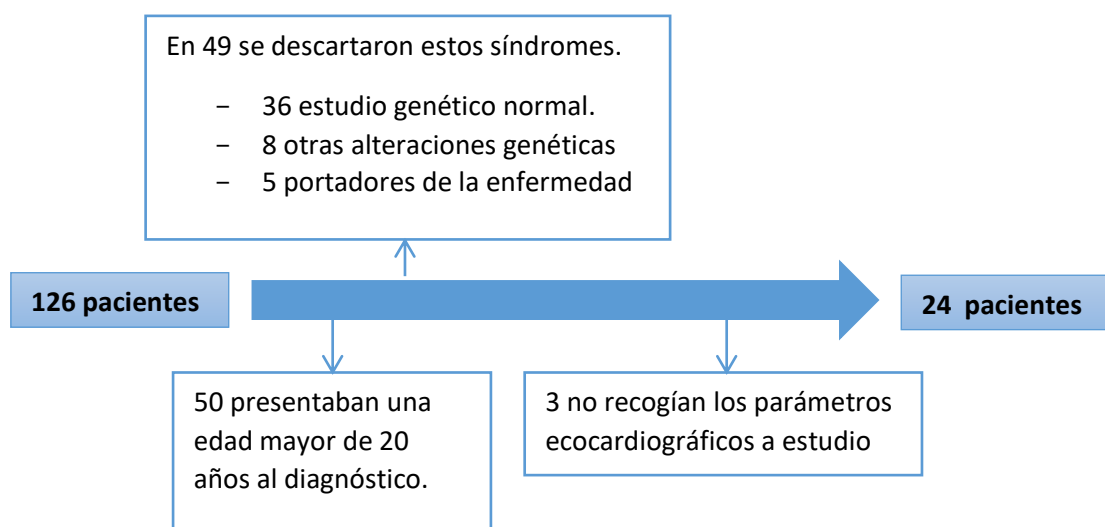 En 49 se descartaron estos síndromes.
− 36 estudio genético normal.
− 8 otras alteraciones genéticas
− 5 portadores de la enfermedad
126 pacientes
24 pacientes
50 presentaban una
edad mayor de 20
años al diagnóstico.
3 no recogían los parámetros
ecocardiográficos a estudio